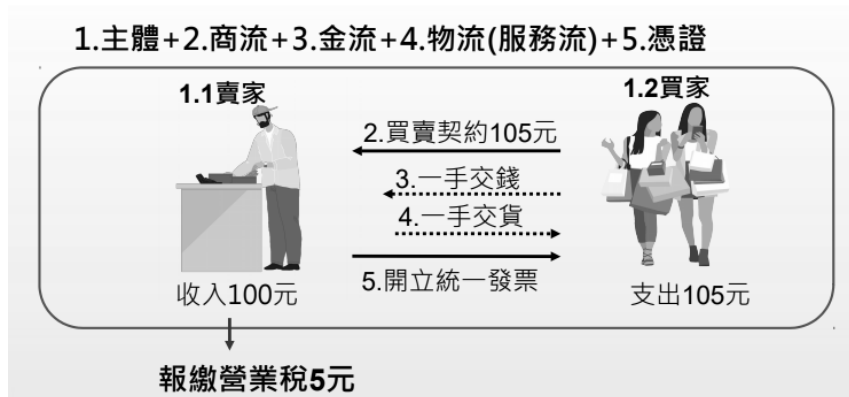 1.主體+2.商流+3.金流+4.物流(服務流)+5.憑證
1.1賣家
1.2買家
2.買賣契約105元
3.一手交錢
4.一手交貨
5.開立統一發票
收入100元
支出105元
報繳營業稅5元